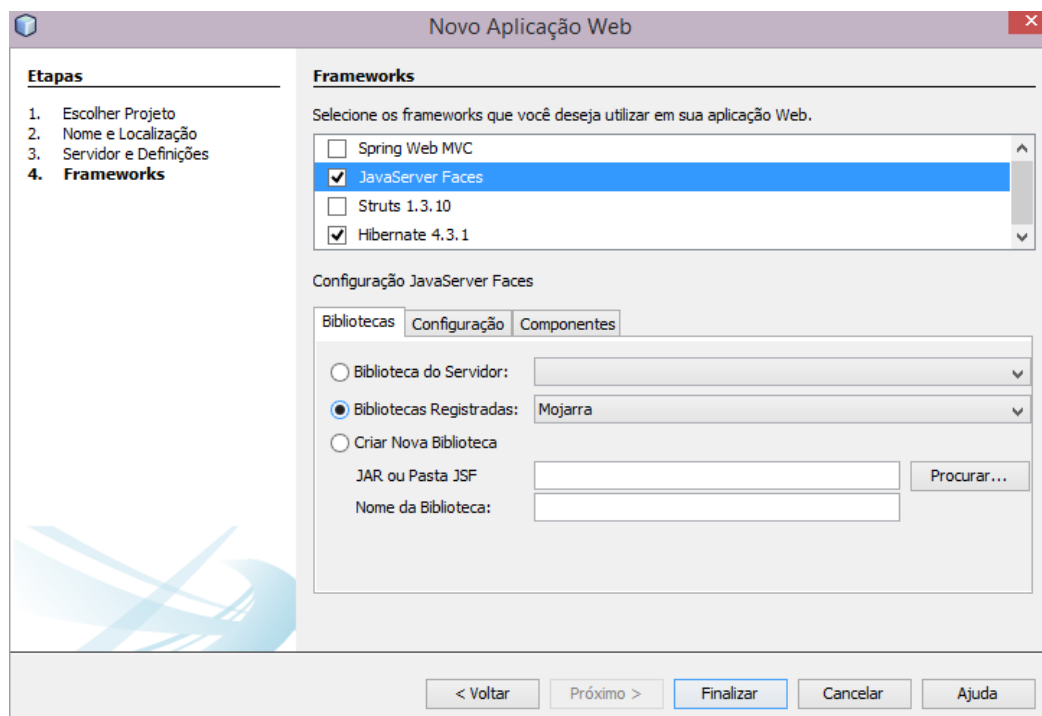 Novo Aplicação Web
Etapas
1. Escolher Projeto
2. Nome e Localização
3. Servidor e Definições
4. Frameworks
Frameworks
Selecione os frameworks que você deseja utilizar em sua aplicação Web.
Spring Web MVC
JavaServer Faces
Struts 1.3.10
Hibernate 4.3.1
Configuração JavaServer Faces
Bibliotecas Configuração Componentes
Biblioteca do Servidor:
Bibliotecas Registradas: Mojarra
Criar Nova Biblioteca
JAR ou Pasta JSF Procurar...
Nome da Biblioteca:
< Voltar Próximo > Finalizar Cancelar Ajuda